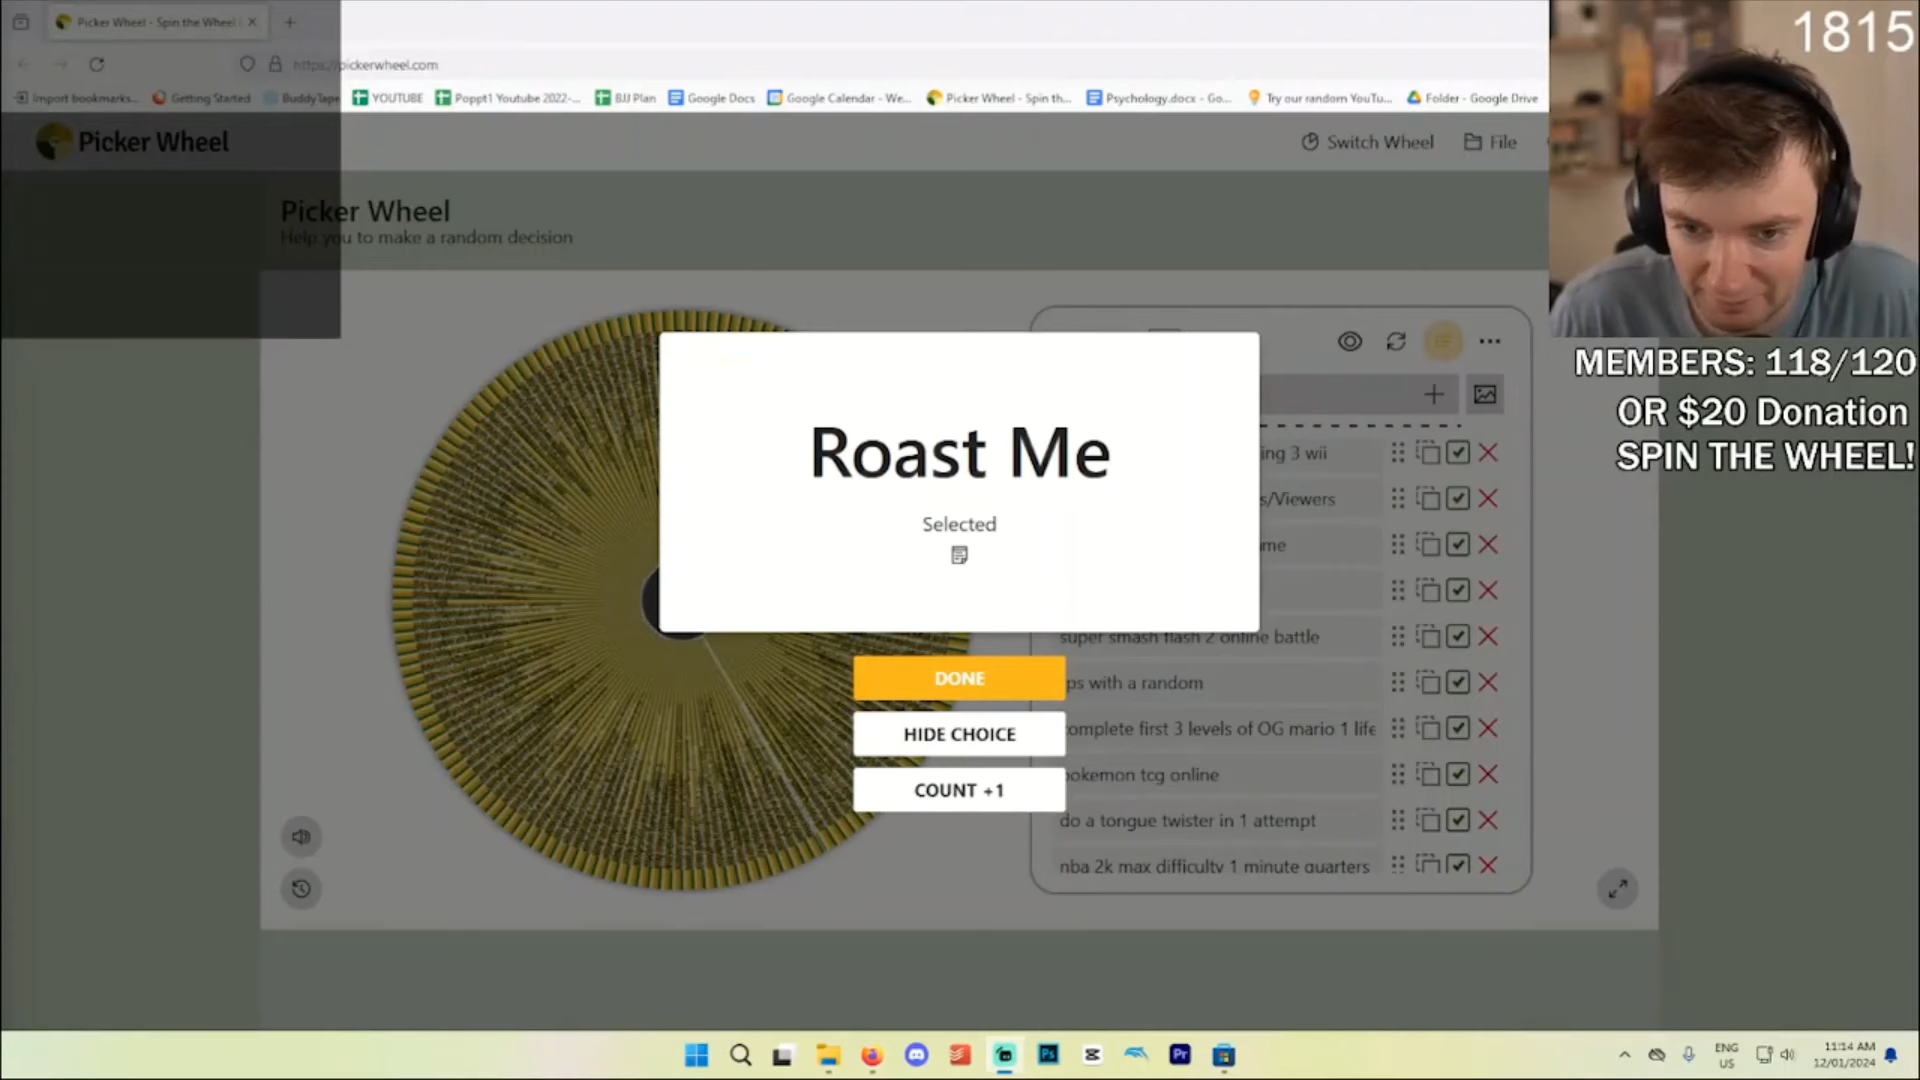 Picker Wheel - Spin the Wheel
1815
https://pickerwheel.com
Import bookmarks...
Getting Started
BuddyTape
YOUTUBE
Poppt1 Youtube 2022-...
BJJ Plan
Google Docs
Google Calendar - We...
Picker Wheel - Spin th...
Psychology.docx - Go...
Try our random YouTu...
Folder - Google Drive
Picker Wheel
Switch Wheel
File
Picker Wheel
Help you to make a random decision
MEMBERS: 118/120
OR $20 Donation
SPIN THE WHEEL!
Roast Me
Selected
DONE
HIDE CHOICE
COUNT +1
ing 3 wii
s/Viewers
me
super smash flash 2 online battle
ps with a random
omplete first 3 levels of OG mario 1 life
pokemon tcg online
do a tongue twister in 1 attempt
nba 2k max difficulty 1 minute quarters
Ps
Pr
ENG
US
11:14 AM
12/01/2024